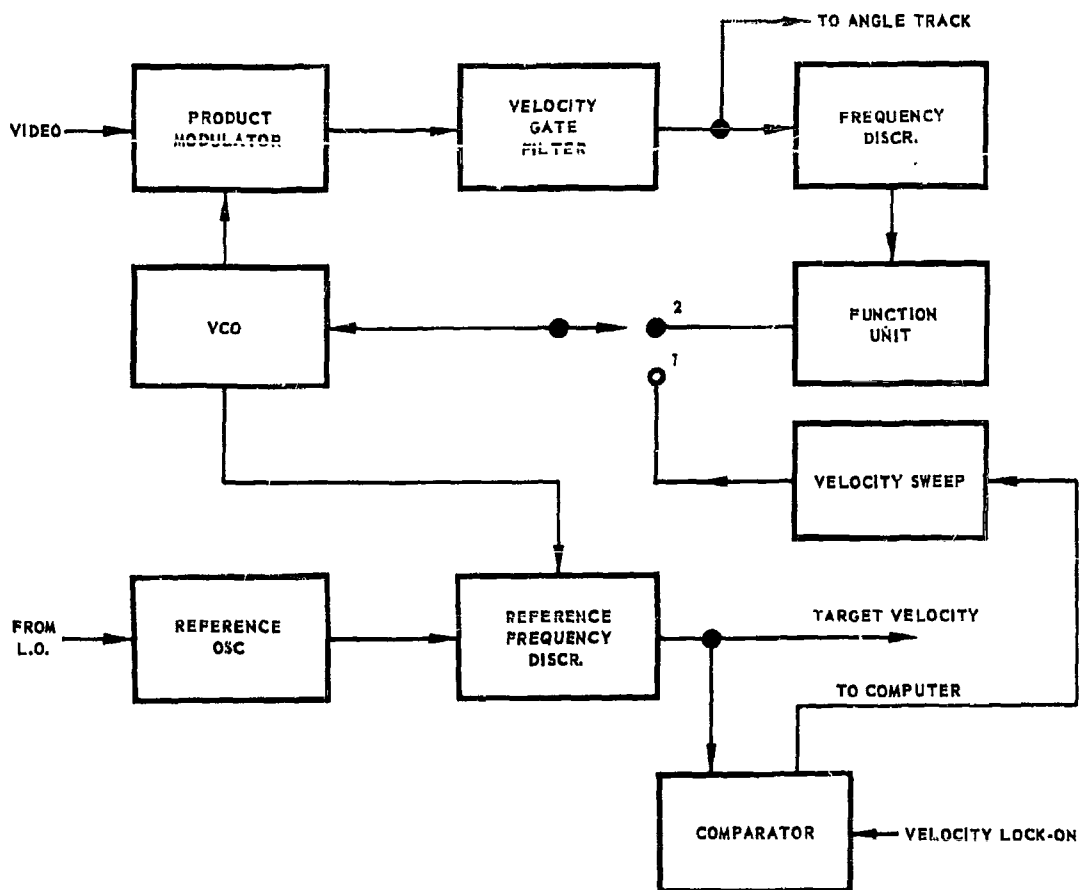 TO ANGLE TRACK
VIDEO
PRODUCT
MODULATOR
VELOCITY
GATE
FILTER
FREQUENCY
DISCR.
VCO
2
1
FUNCTION
UNIT
VELOCITY SWEEP
FROM
L.O.
REFERENCE
OSC
REFERENCE
FREQUENCY
DISCR.
TARGET VELOCITY
TO COMPUTER
COMPARATOR
VELOCITY LOCK-ON